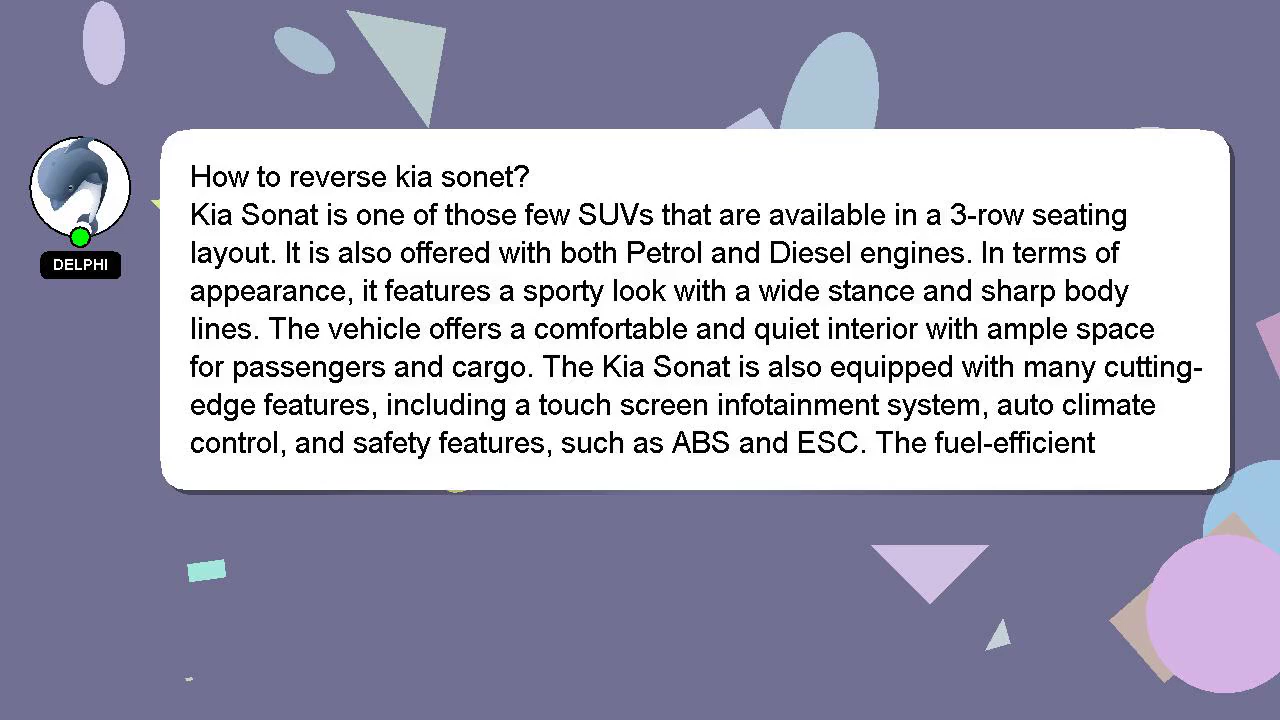 How to reverse kia sonet?
Kia Sonat is one of those few SUVs that are available in a 3-row seating
layout. It is also offered with both Petrol and Diesel engines. In terms of
appearance, it features a sporty look with a wide stance and sharp body
lines. The vehicle offers a comfortable and quiet interior with ample space
for passengers and cargo. The Kia Sonat is also equipped with many cutting-
edge features, including a touch screen infotainment system, auto climate
control, and safety features, such as ABS and ESC. The fuel-efficient
DELPHI